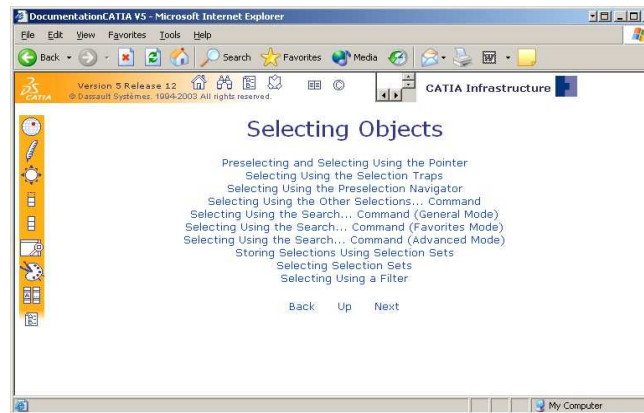 DocumentationCATIA V5 - Microsoft Internet Explorer
File Edit View Favorites Tools Help
Back Search Favorites Media
CATIA Version 5 Release 12
© Dassault Systèmes. 1994-2003 All rights reserved.
CATIA Infrastructure
Selecting Objects
Preselecting and Selecting Using the Pointer
Selecting Using the Selection Traps
Selecting Using the Preselection Navigator
Selecting Using the Other Selections... Command
Selecting Using the Search... Command (General Mode)
Selecting Using the Search... Command (Favorites Mode)
Selecting Using the Search... Command (Advanced Mode)
Storing Selections Using Selection Sets
Selecting Selection Sets
Selecting Using a Filter
Back Up Next
My Computer